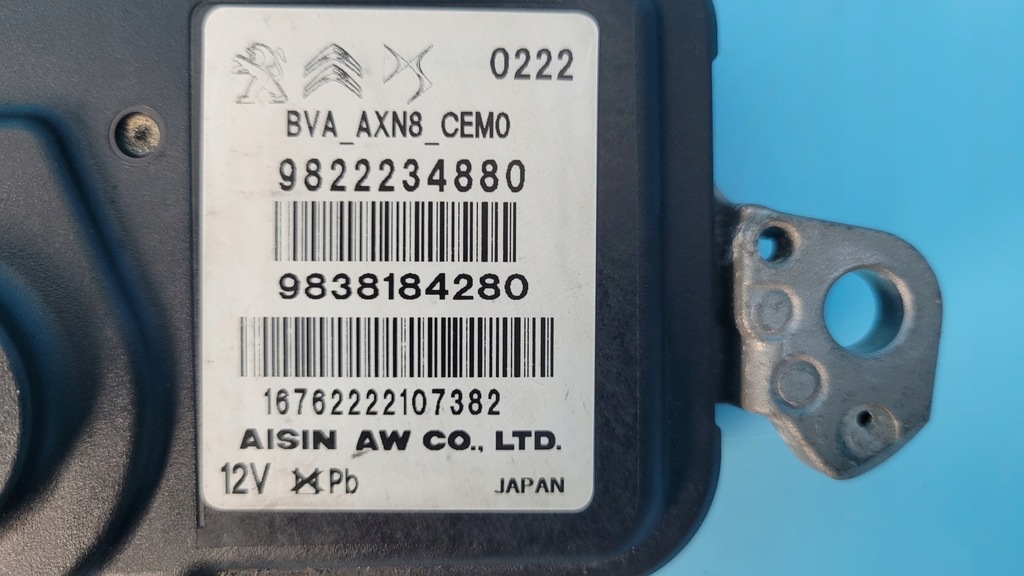 0222
BVA_AXN8_CEM0
9822234880
9838184280
16762222107382
AISIN AW CO., LTD.
12V Pb
JAPAN